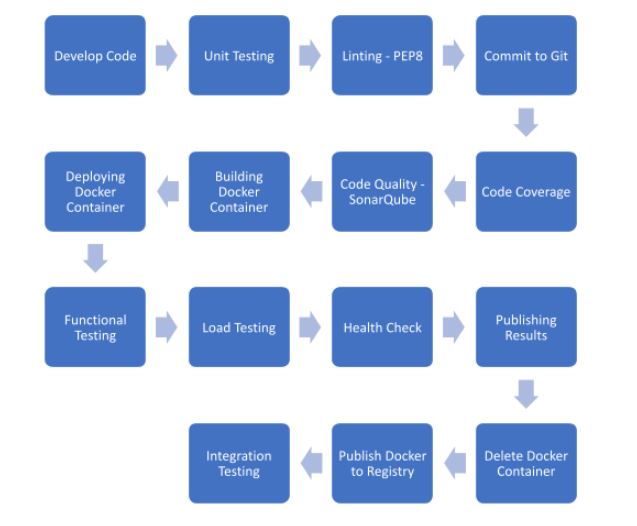 Develop Code
Unit Testing
Linting - PEP8
Commit to Git
Code Coverage
Code Quality -
SonarQube
Building
Docker
Container
Deploying
Docker
Container
Functional
Testing
Load Testing
Health Check
Publishing
Results
Delete Docker
Container
Publish Docker
to Registry
Integration
Testing